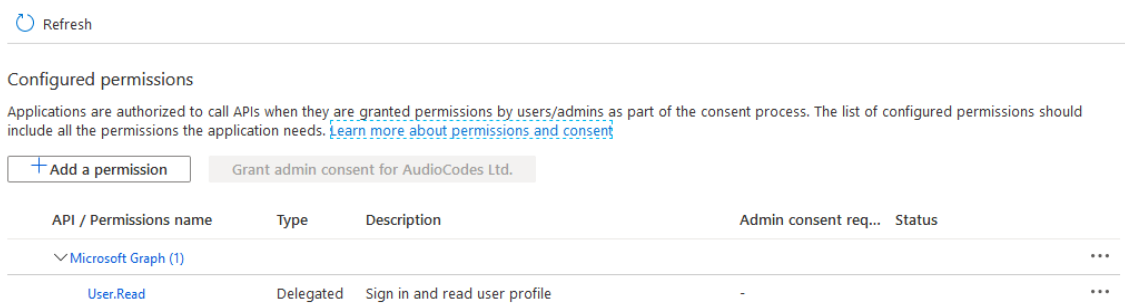 Refresh
Configured permissions
Applications are authorized to call APIs when they are granted permissions by users/admins as part of the consent process. The list of configured permissions should
include all the permissions the application needs. Learn more about permissions and consent
Add a permission Grant admin consent for AudioCodes Ltd.
API / Permissions name Type Description Admin consent req... Status
Microsoft Graph (1) ...
User.Read Delegated Sign in and read user profile - ...